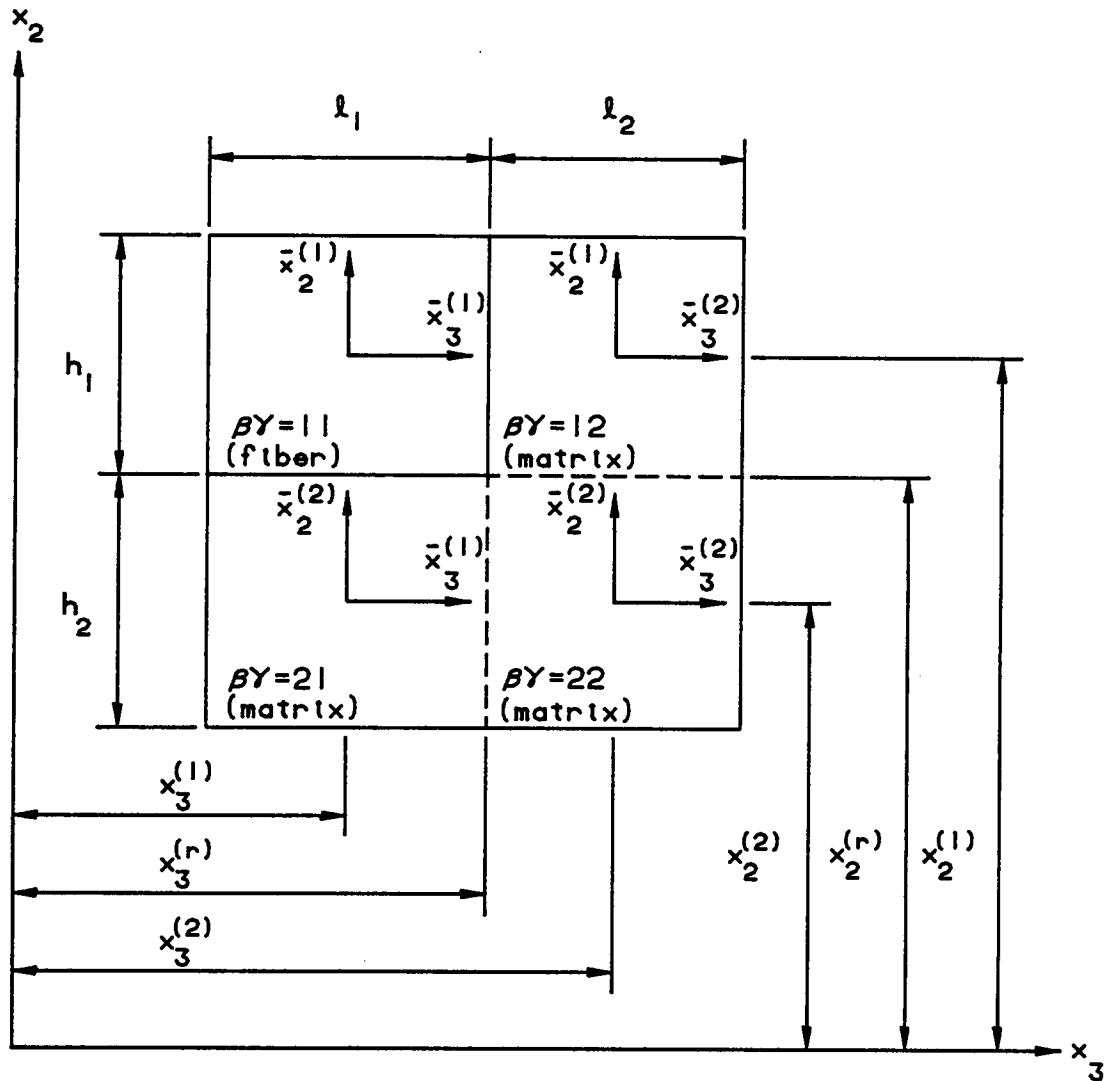 x₂
ℓ₁ ℓ₂
x̄₂⁽¹⁾ x̄₂⁽¹⁾
x̄₃⁽¹⁾ x̄₃⁽²⁾
h₁
βγ=11 βγ=12
(fiber) (matrix)
x̄₂⁽²⁾ x̄₂⁽²⁾
x̄₃⁽¹⁾ x̄₃⁽²⁾
h₂
βγ=21 βγ=22
(matrix) (matrix)
x₃⁽¹⁾
x₃⁽ʳ⁾ x₂⁽²⁾ x₂⁽ʳ⁾ x₂⁽¹⁾
x₃⁽²⁾
x₃